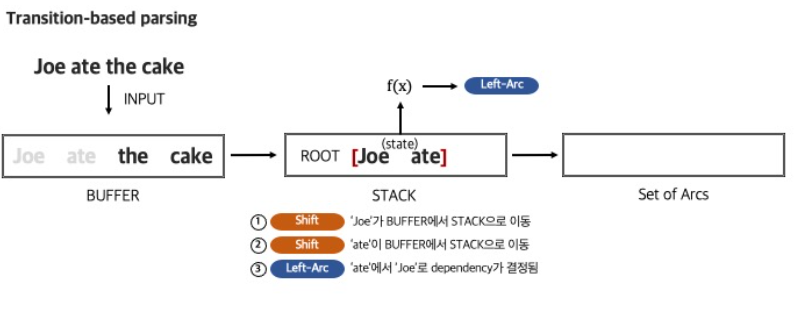 Transition-based parsing
Joe ate the cake
INPUT
f(x) Left-Arc
(state)
Joe ate the cake
ROOT [Joe ate]
BUFFER
STACK
Set of Arcs
① Shift 'Joe'가 BUFFER에서 STACK으로 이동
② Shift 'ate'이 BUFFER에서 STACK으로 이동
③ Left-Arc 'ate'에서 'Joe'로 dependency가 결정됨